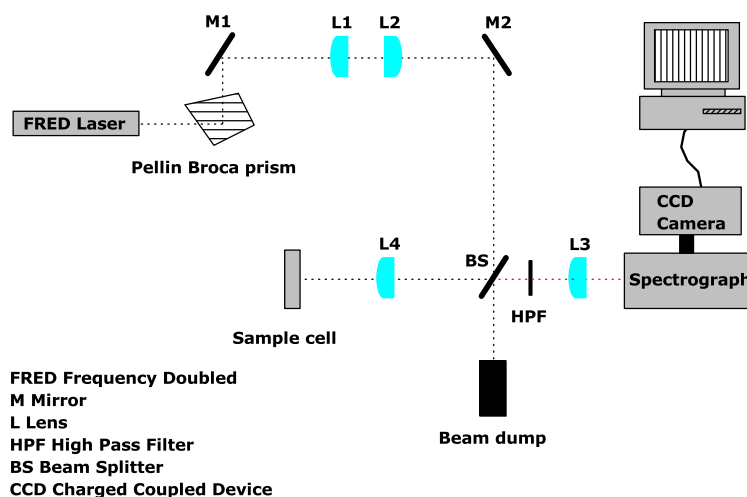 M1
L1
L2
M2
FRED Laser
Pellin Broca prism
CCD
Camera
L4
BS
L3
Spectrograph
HPF
Sample cell
Beam dump
FRED Frequency Doubled
M Mirror
L Lens
HPF High Pass Filter
BS Beam Splitter
CCD Charged Coupled Device